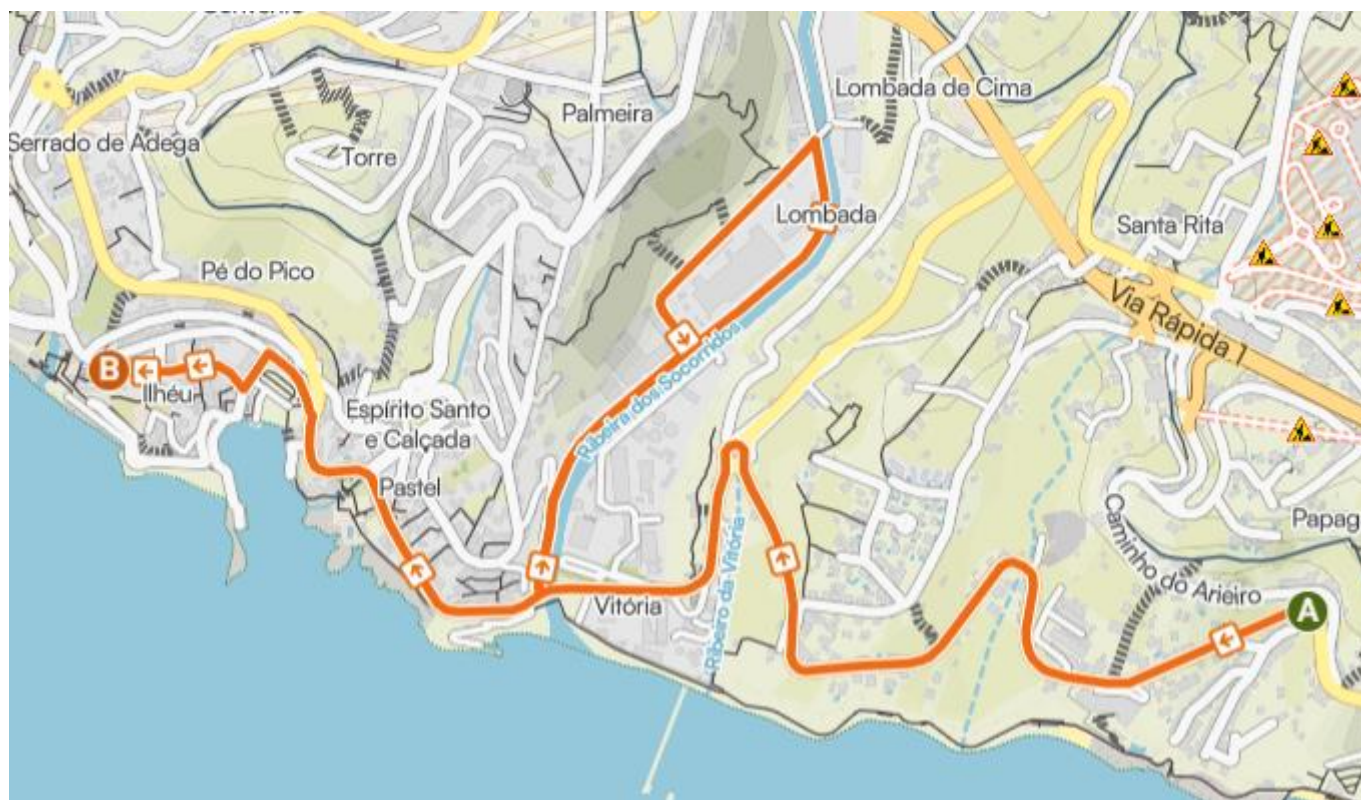 Lombada de Cima
Palmeira
Serrado de Adega
Torre
Lombada
Santa Rita
Pé do Pico
Via Rápida 1
Ribeira dos Socorridos
B
Ilhéu
Espírito Santo
e Calçada
Pastel
Caminho do Arieiro
Papag
Ribeiro da Vitória
Vitória
A